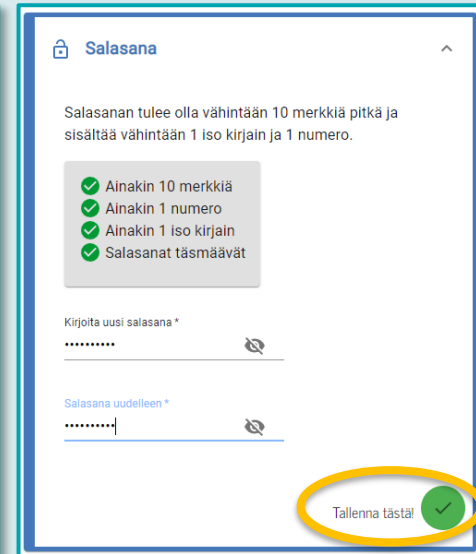 Salasana
Salasanan tulee olla vähintään 10 merkkiä pitkä ja
sisältää vähintään 1 iso kirjain ja 1 numero.
Ainakin 10 merkkiä
Ainakin 1 numero
Ainakin 1 iso kirjain
Salasanat täsmäävät
Kirjoita uusi salasana *
••••••••••
Salasana uudelleen *
••••••••••
Tallenna tästä!